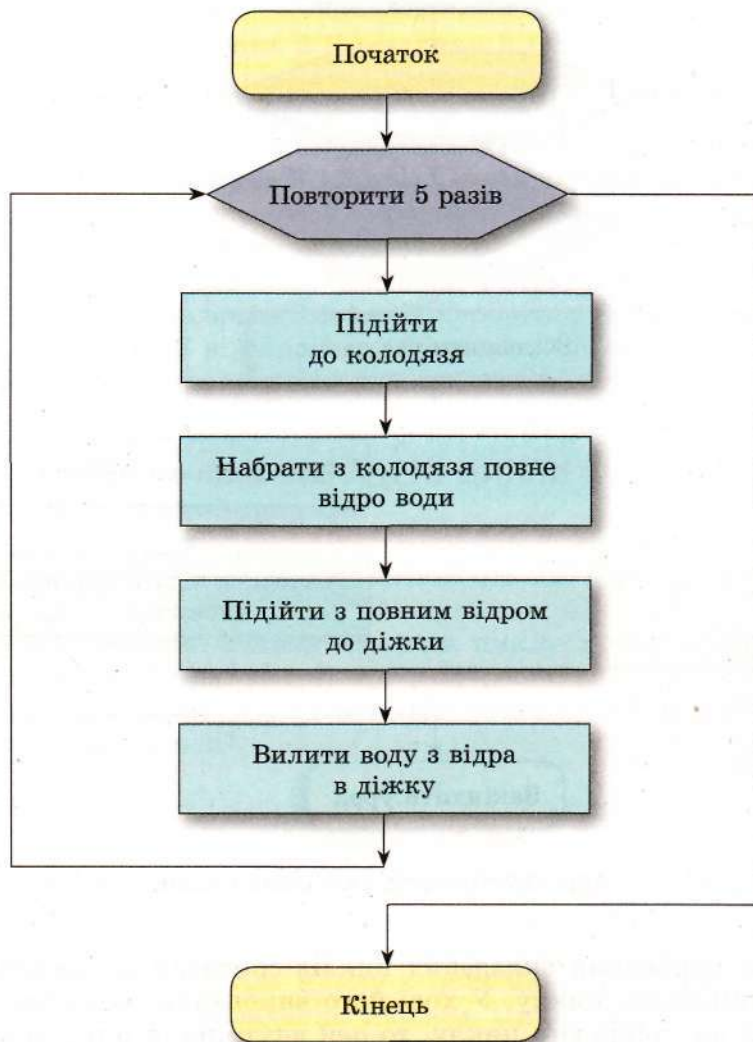 Початок
Повторити 5 разів
Підійти
до колодязя
Набрати з колодязя повне
відро води
Підійти з повним відром
до діжки
Вилити воду з відра
в діжку
Кінець